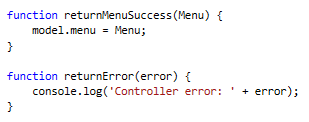 function returnMenuSuccess(Menu) {
    model.menu = Menu;
}

function returnError(error) {
    console.log('Controller error: ' + error);
}